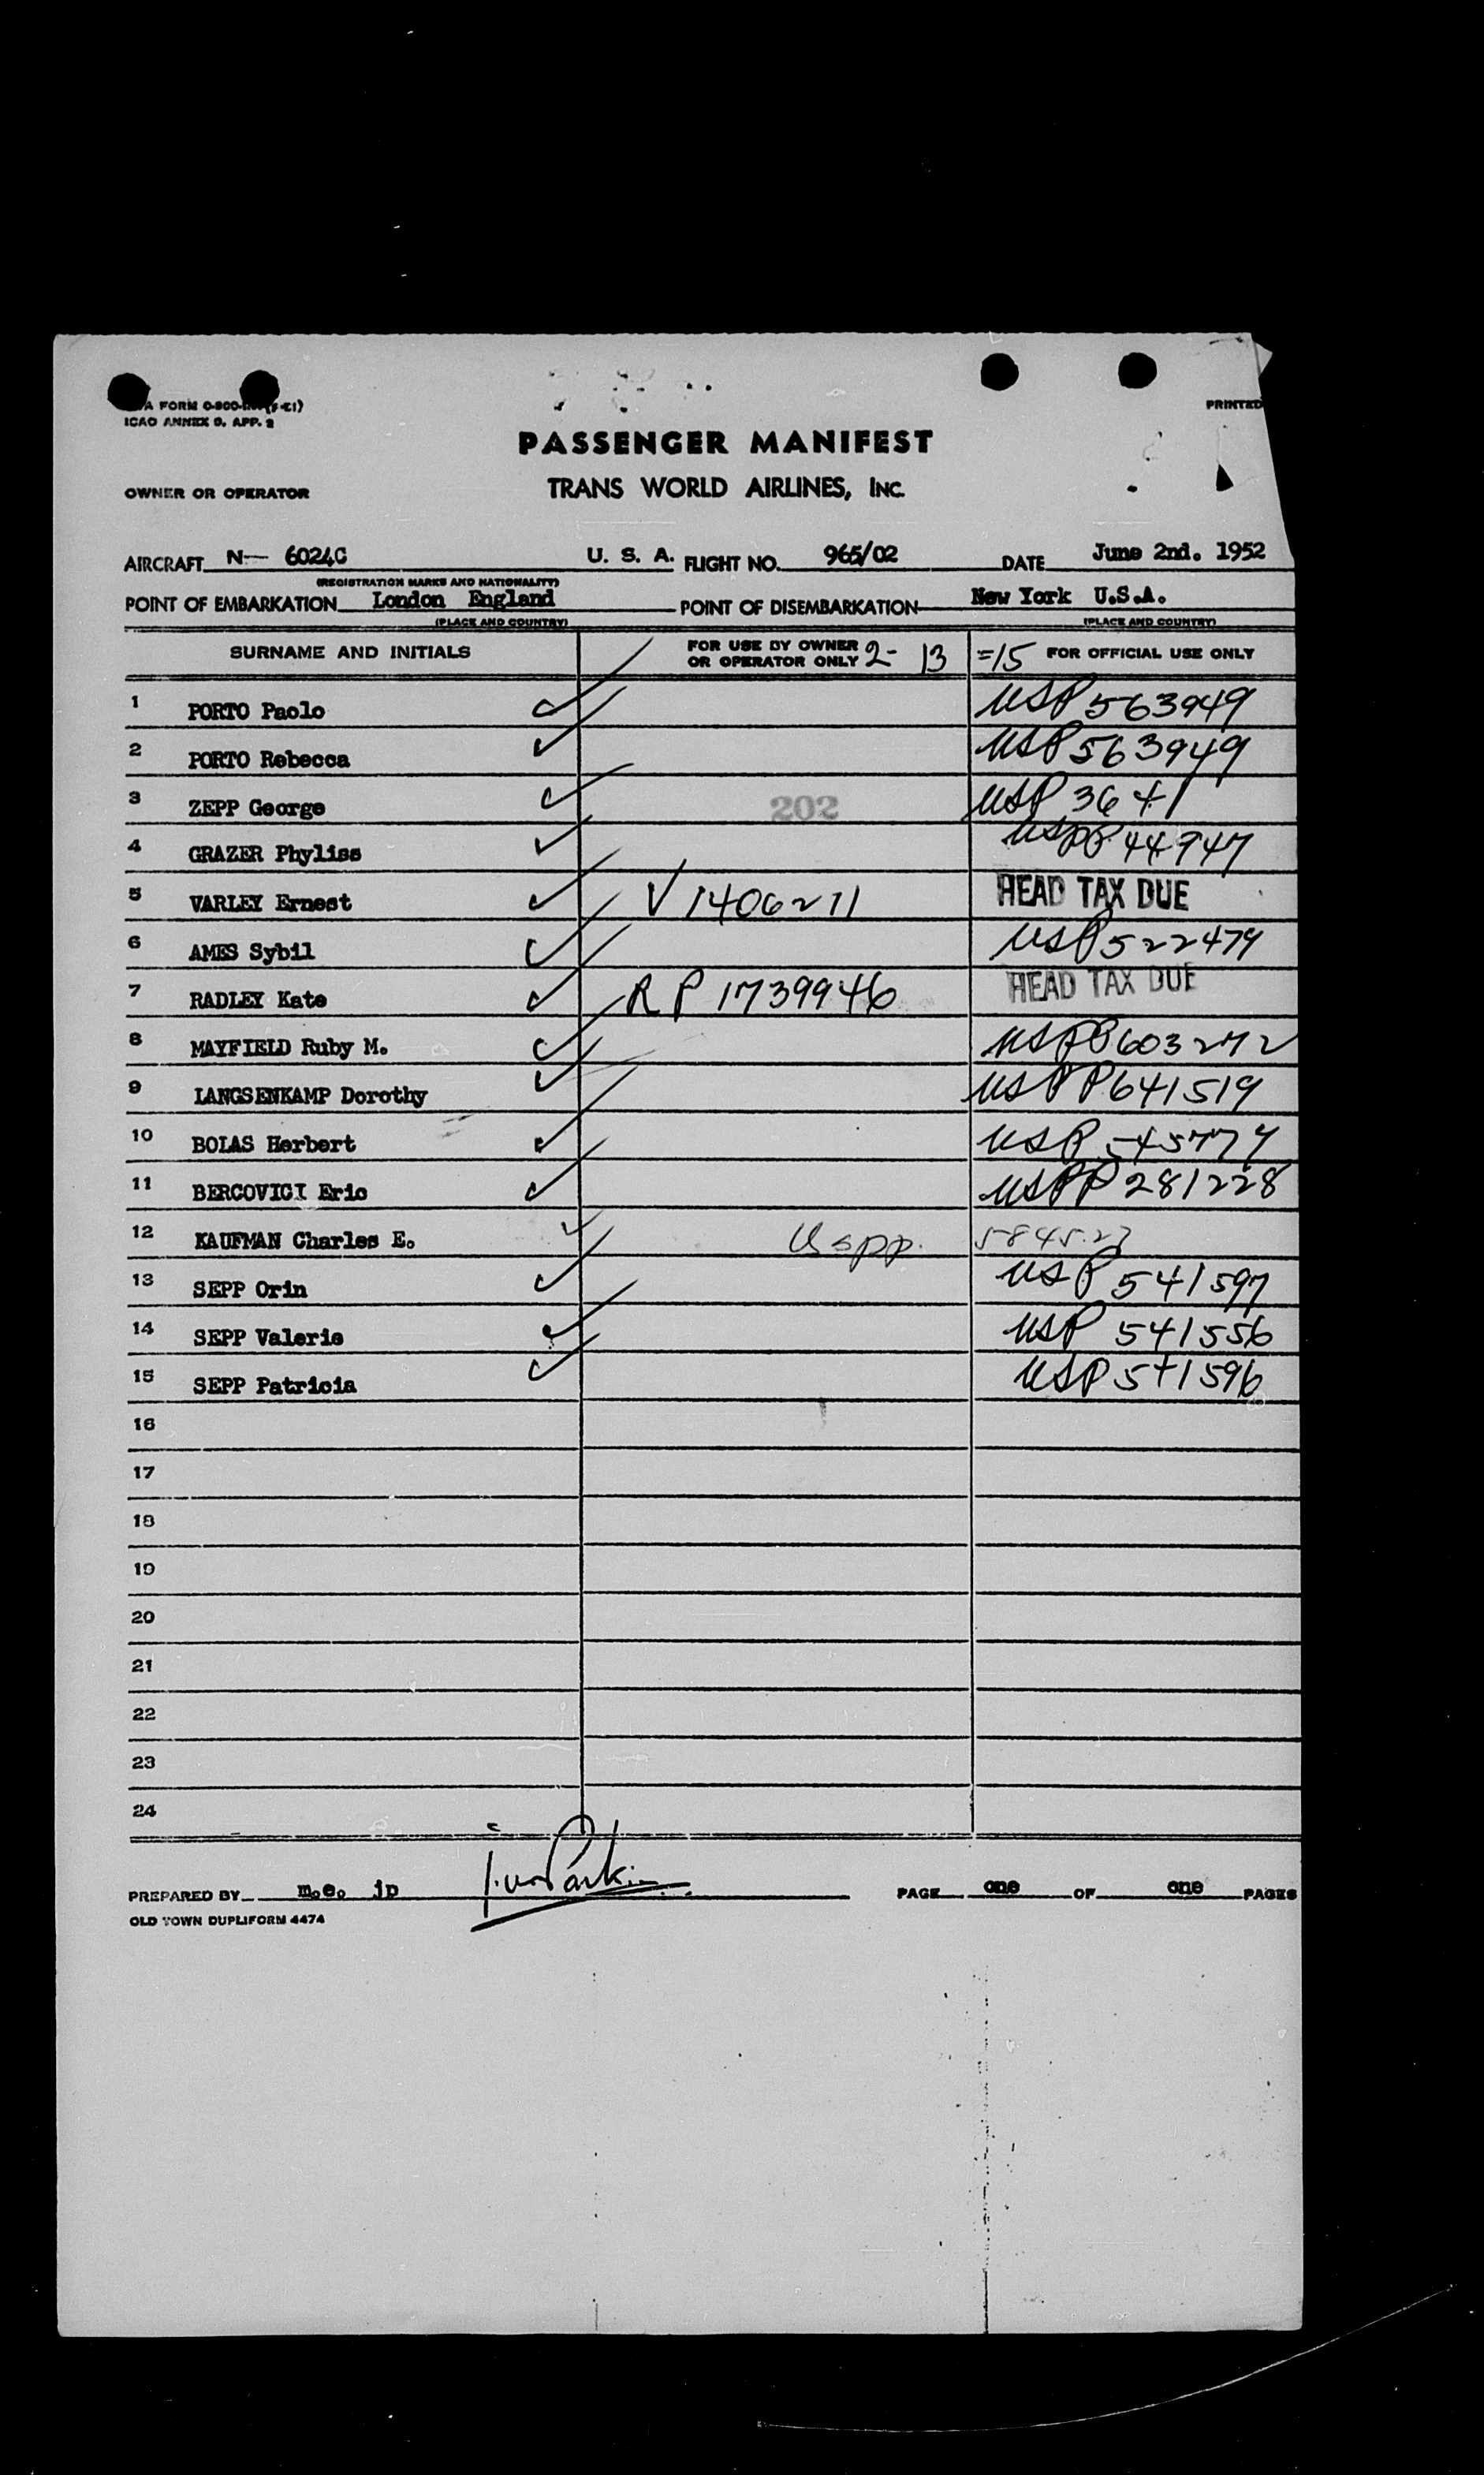 FORM 0-800
ICAO ANNEX 9, APP. 2
PRINTED
PASSENGER MANIFEST
OWNER OR OPERATOR
TRANS WORLD AIRLINES, INC.
AIRCRAFT N— 6024C U. S. A. FLIGHT NO. 965/02 DATE June 2nd. 1952
(REGISTRATION MARKS AND NATIONALITY)
POINT OF EMBARKATION London England POINT OF DISEMBARKATION New York U.S.A.
(PLACE AND COUNTRY) (PLACE AND COUNTRY)
SURNAME AND INITIALS FOR USE BY OWNER OR OPERATOR ONLY 2- 13 =15 FOR OFFICIAL USE ONLY
1 PORTO Paolo USP 563949
2 PORTO Rebecca USP 563949
3 ZEPP George 202 USP 3641
4 GRAZER Phyliss USPP 44947
5 VARLEY Ernest V 1406211 HEAD TAX DUE
6 AMES Sybil USP 522479
7 RADLEY Kate RP 1739946 HEAD TAX DUE
8 MAYFIELD Ruby M. USPP 603272
9 LANGSENKAMP Dorothy USPP 641519
10 BOLAS Herbert USP 545774
11 BERCOVICI Eric USPP 281228
12 KAUFMAN Charles E. Uspp. 584523
13 SEPP Orin USP 541597
14 SEPP Valerie USP 541556
15 SEPP Patricia USP 541596
16
17
18
19
20
21
22
23
24
PREPARED BY m.e. jp PAGE one OF one PAGES
OLD TOWN DUPLIFORM 4474